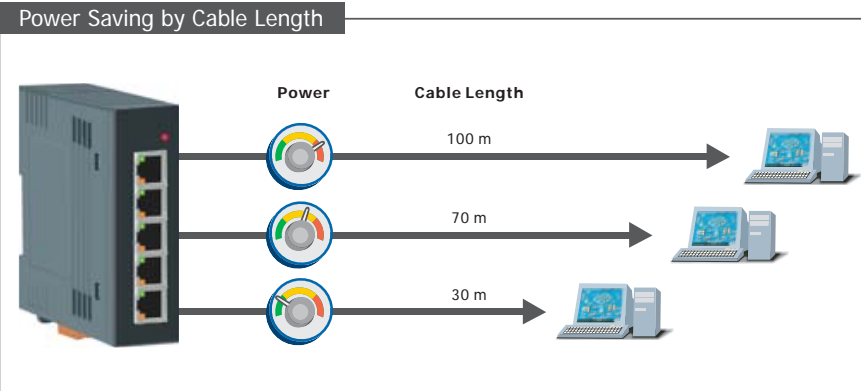 Power Saving by Cable Length
Power Cable Length
100 m
70 m
30 m